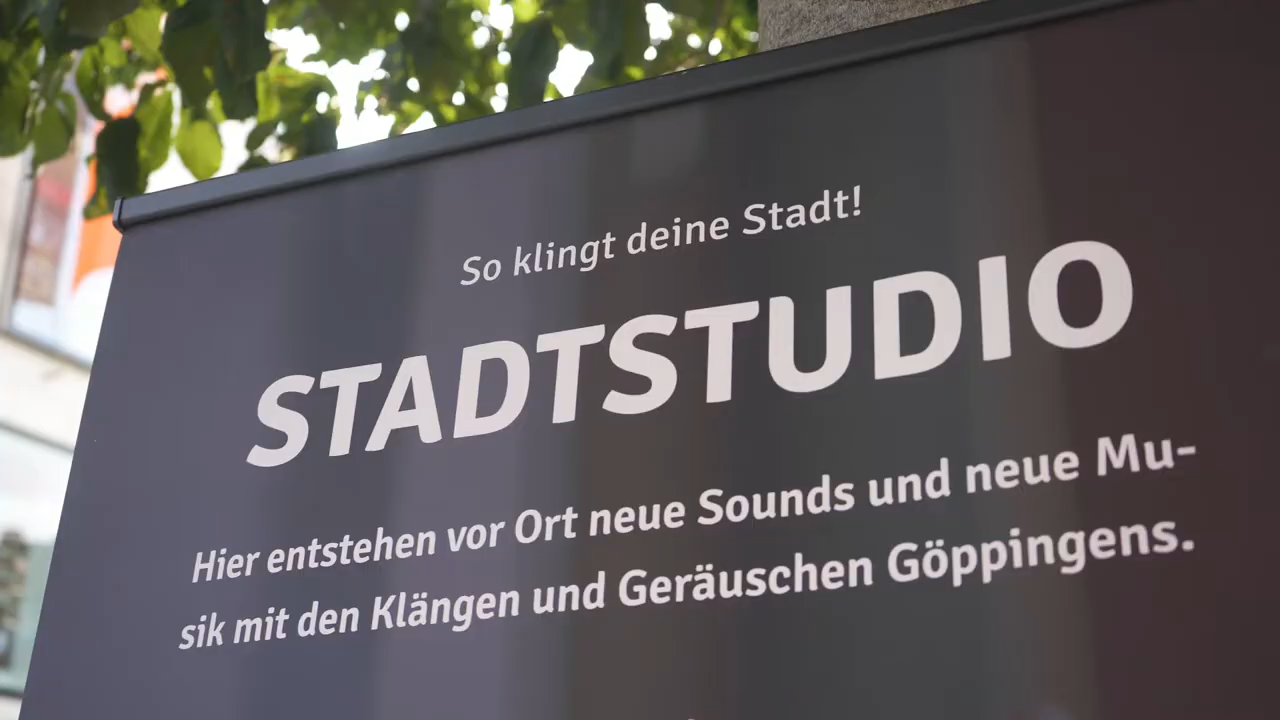 So klingt deine Stadt!
STADTSTUDIO
Hier entstehen vor Ort neue Sounds und neue Mu-
sik mit den Klängen und Geräuschen Göppingens.